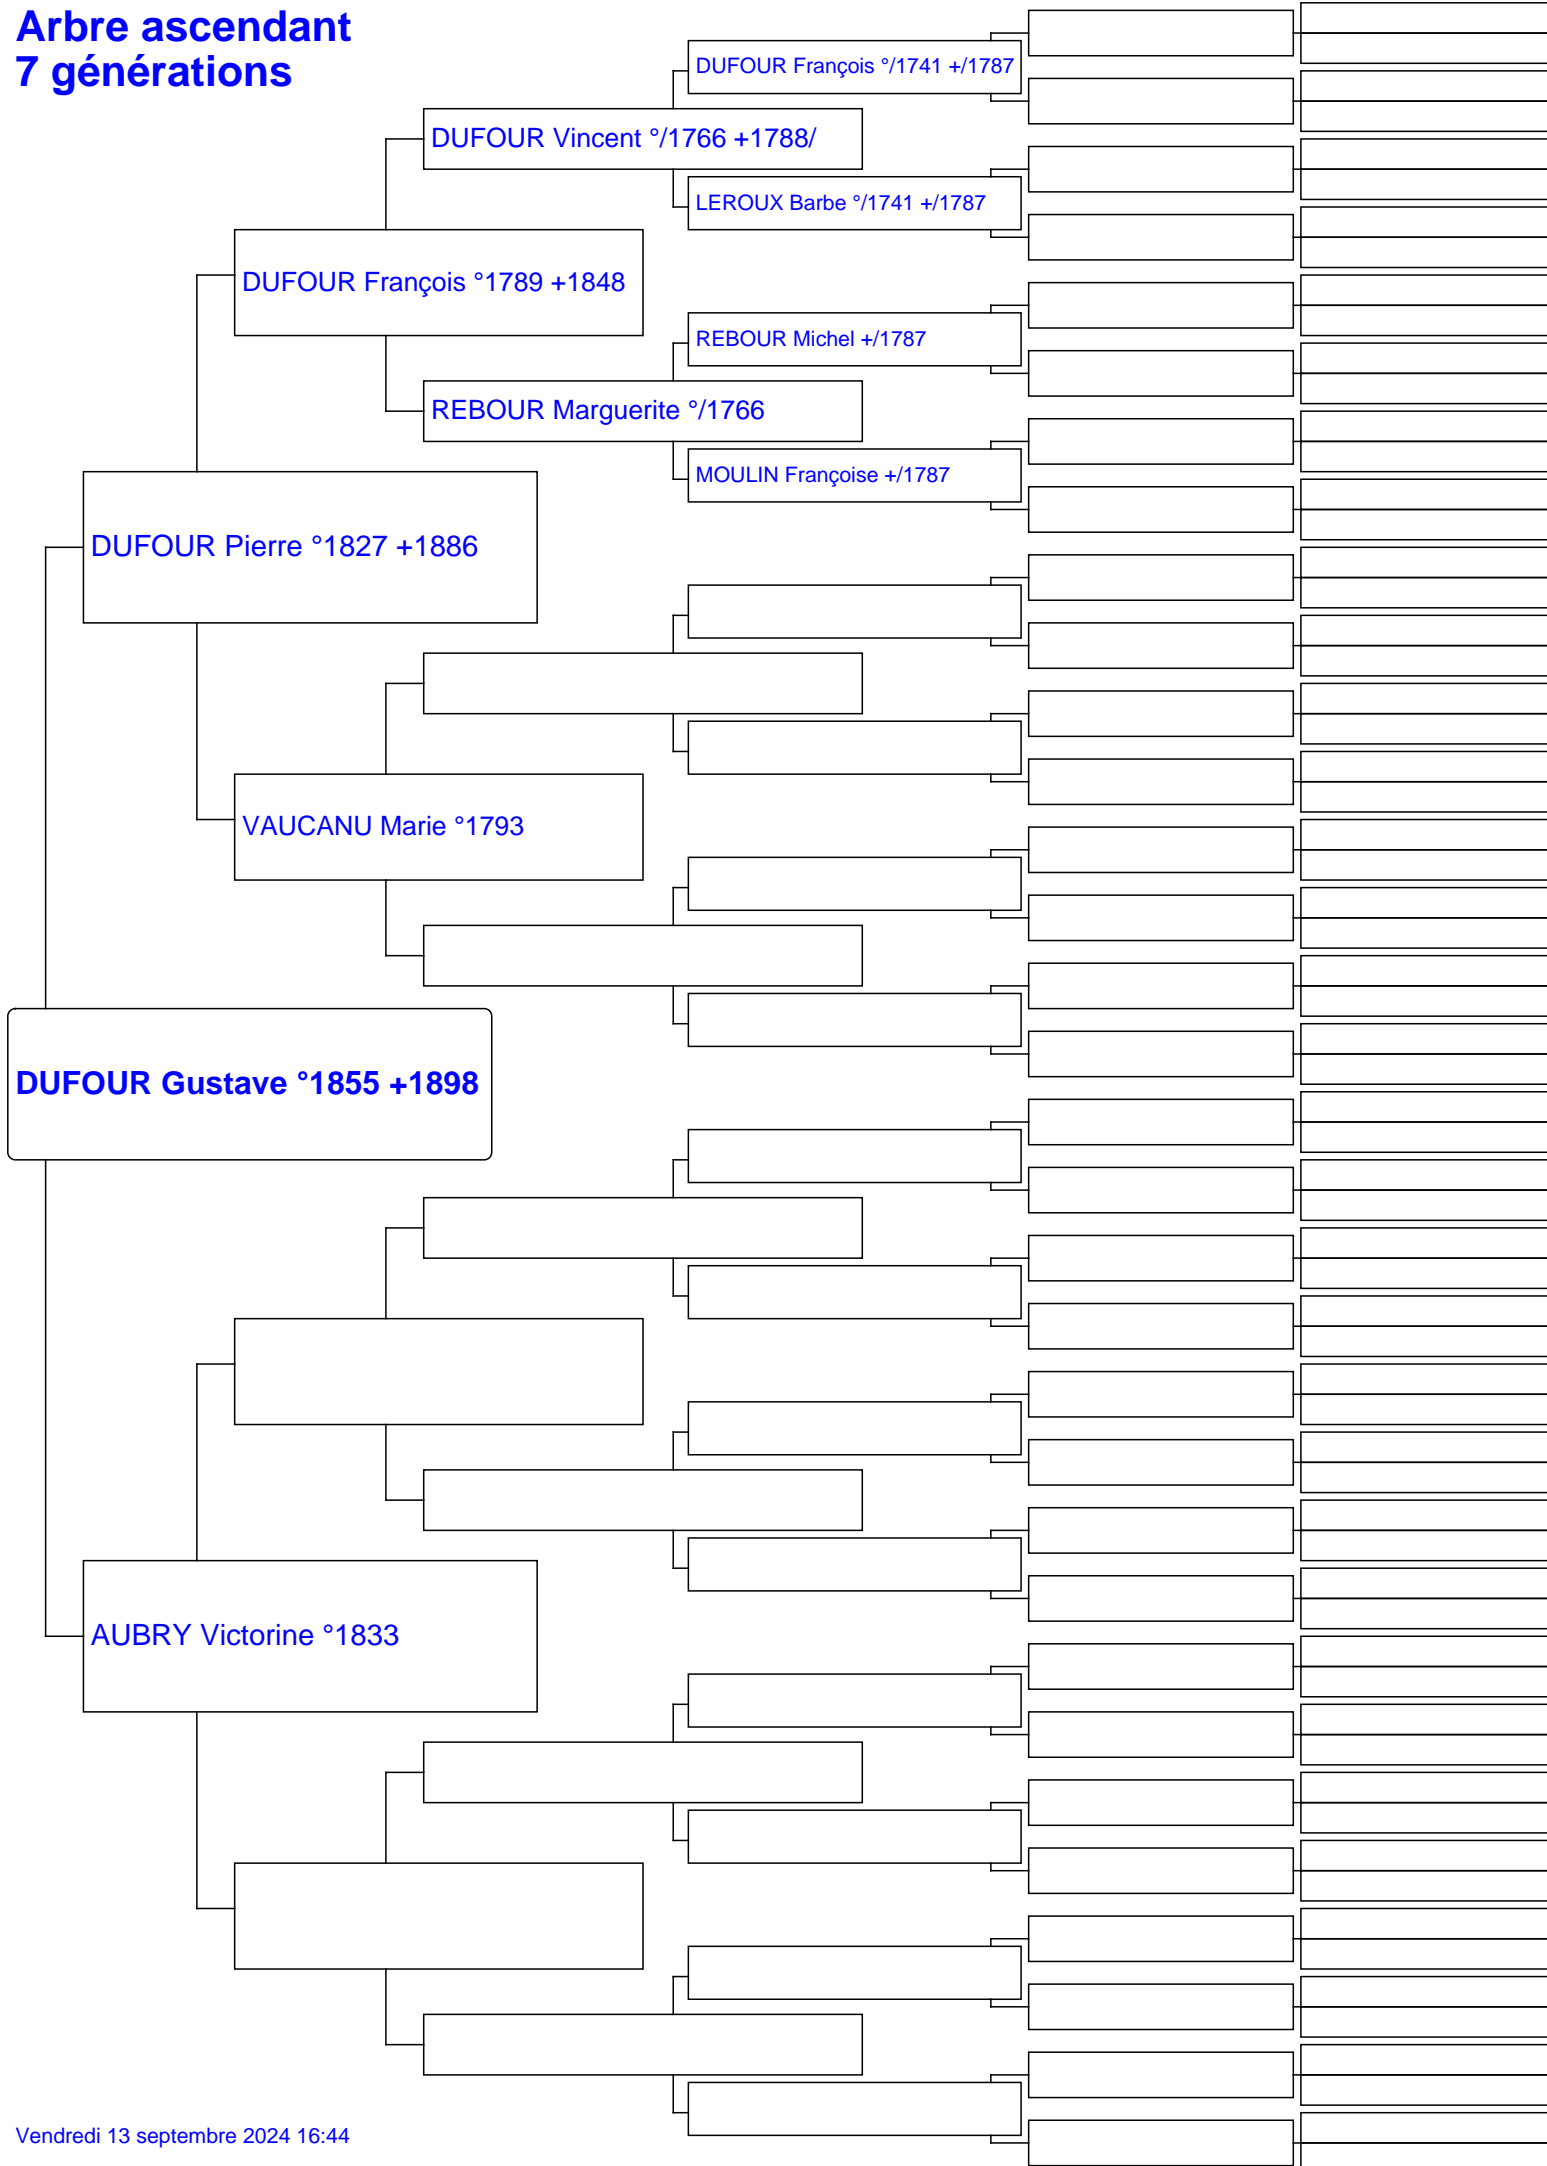 Arbre ascendant
7 générations
DUFOUR François °/1741 +/1787
DUFOUR Vincent °/1766 +1788/
LEROUX Barbe °/1741 +/1787
DUFOUR François °1789 +1848
REBOUR Michel +/1787
REBOUR Marguerite °/1766
MOULIN Françoise +/1787
DUFOUR Pierre °1827 +1886
VAUCANU Marie °1793
DUFOUR Gustave °1855 +1898
AUBRY Victorine °1833
Vendredi 13 septembre 2024 16:44